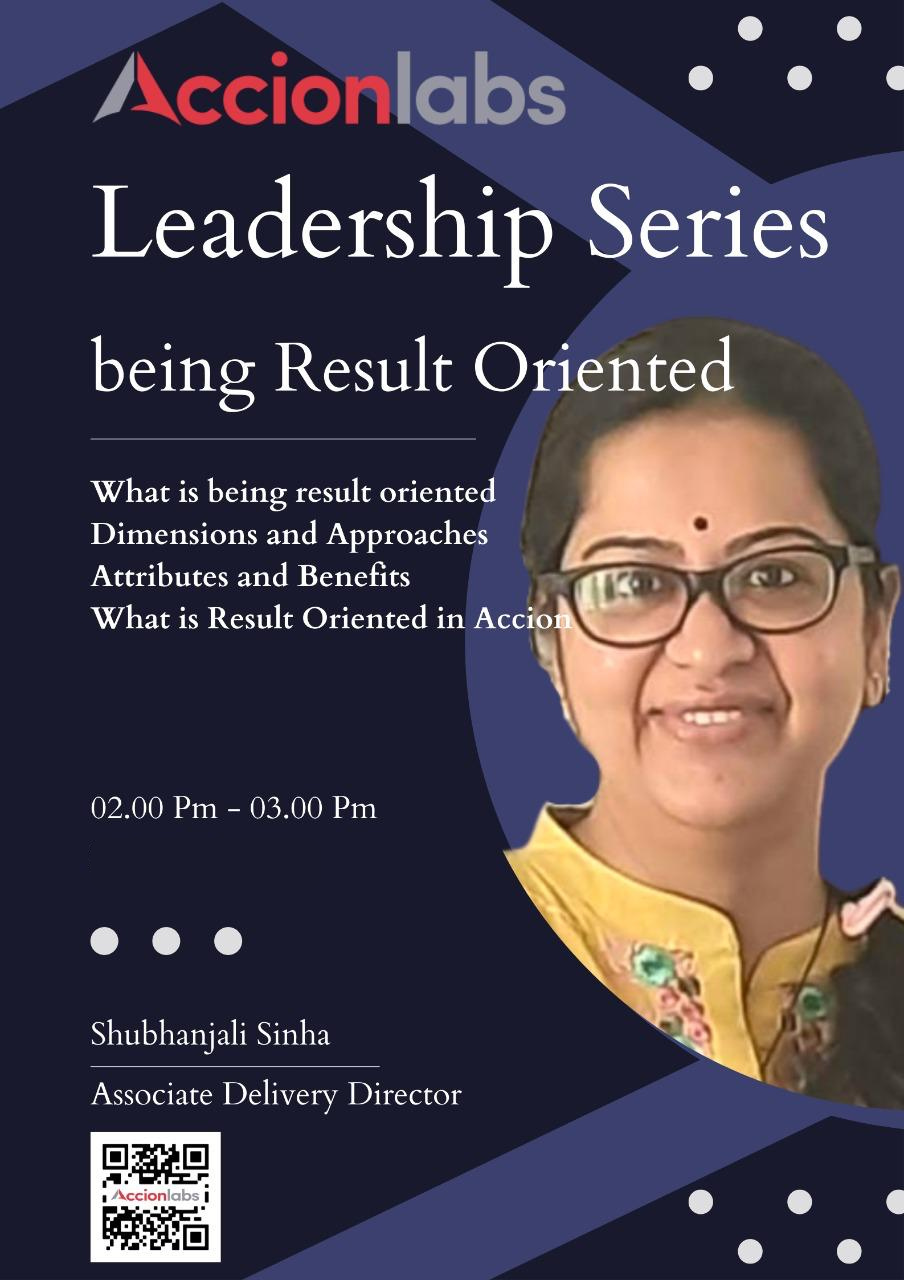 Accionlabs
Leadership Series
being Result Oriented
What is being result oriented
Dimensions and Approaches
Attributes and Benefits
What is Result Oriented in Accion
02.00 Pm – 03.00 Pm
Shubhanjali Sinha
Associate Delivery Director
Accionlabs